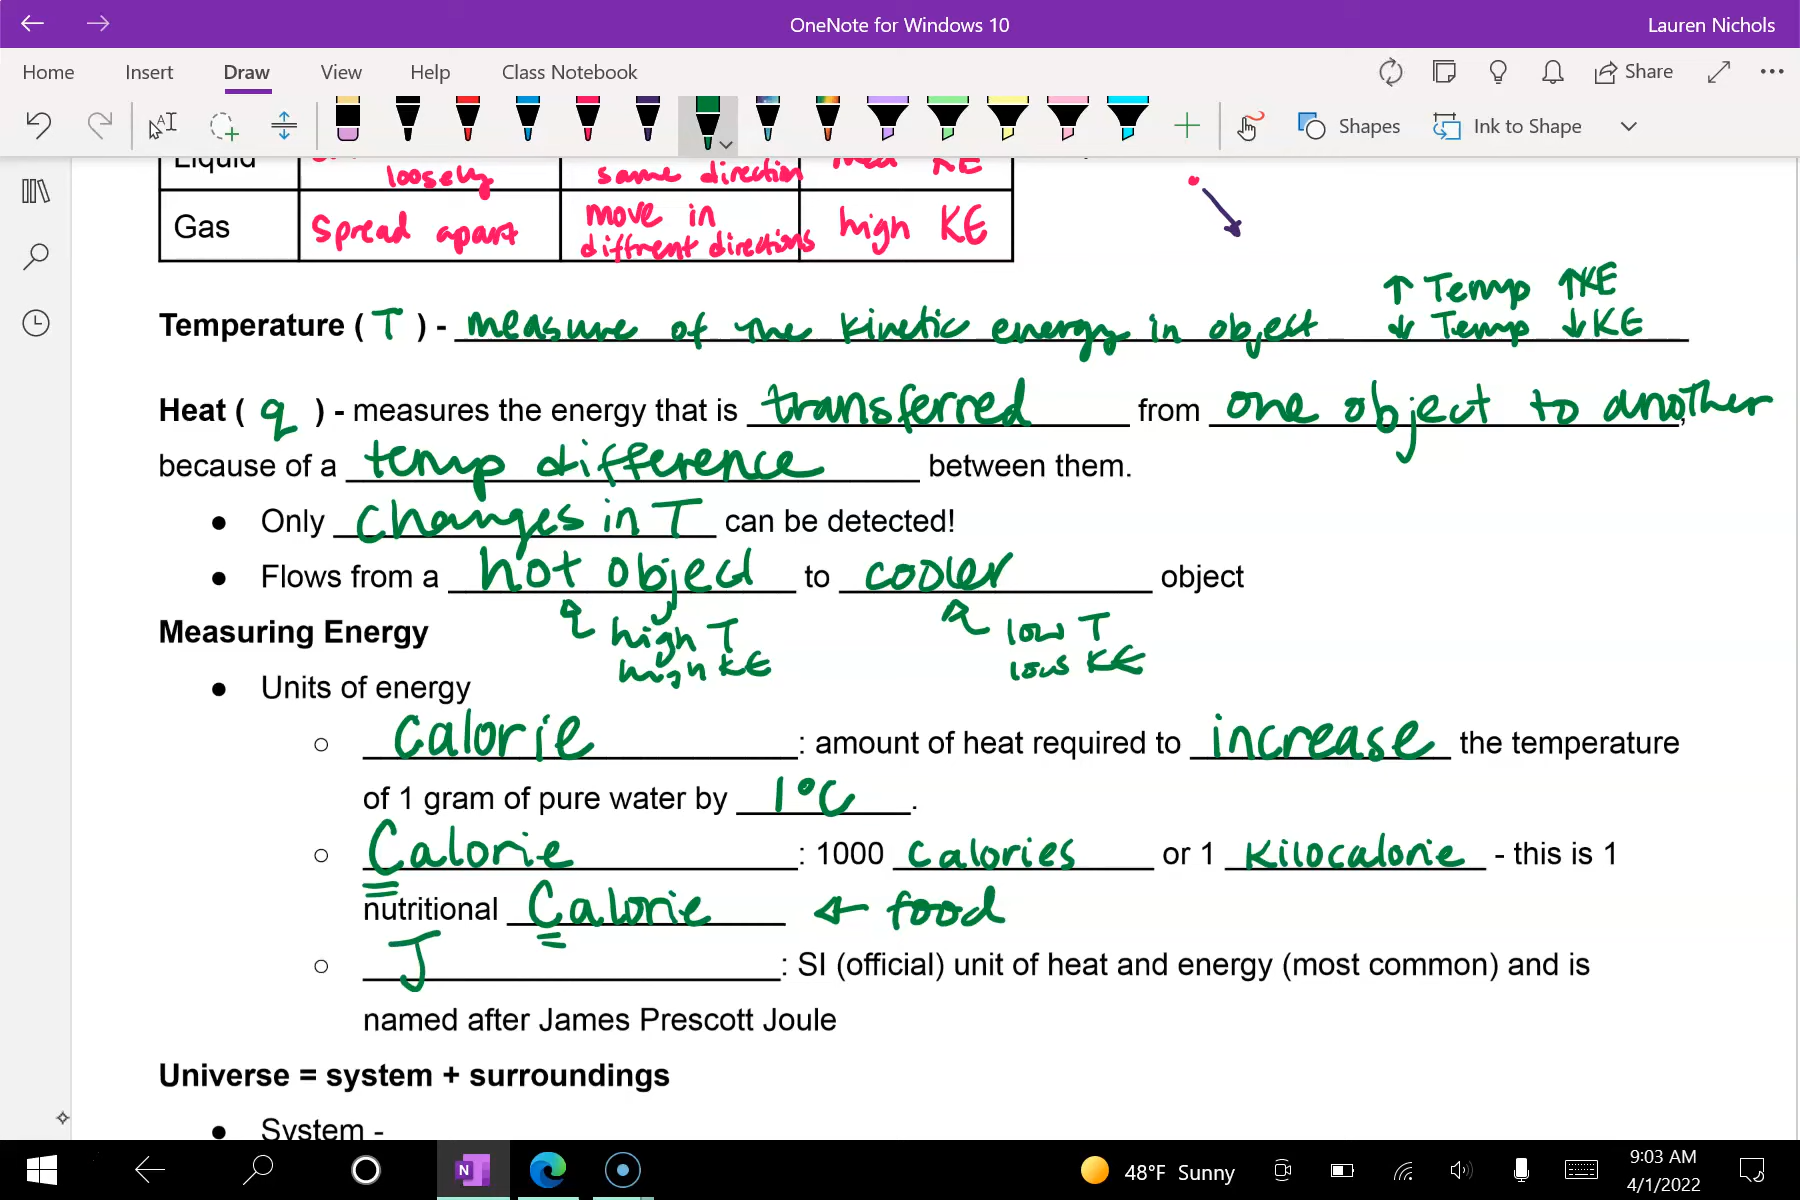 OneNote for Windows 10
Lauren Nichols
Home Insert Draw View Help Class Notebook
Share
Shapes Ink to Shape
Liquid loosely same direction KE
Gas Spread apart move in diffrent directions high KE
↑ Temp ↑KE
Temperature ( T ) - measure of the kinetic energy in object ↓ Temp ↓KE
Heat ( q ) - measures the energy that is transferred from one object to another,
because of a temp difference between them.
● Only changes in T can be detected!
● Flows from a hot object to cooler object
Measuring Energy
high T low T
high KE low KE
● Units of energy
○ calorie : amount of heat required to increase the temperature
of 1 gram of pure water by 1°C .
○ Calorie : 1000 calories or 1 kilocalorie - this is 1
nutritional Calorie ← food
○ J : SI (official) unit of heat and energy (most common) and is
named after James Prescott Joule
Universe = system + surroundings
● System -
48°F Sunny
9:03 AM
4/1/2022